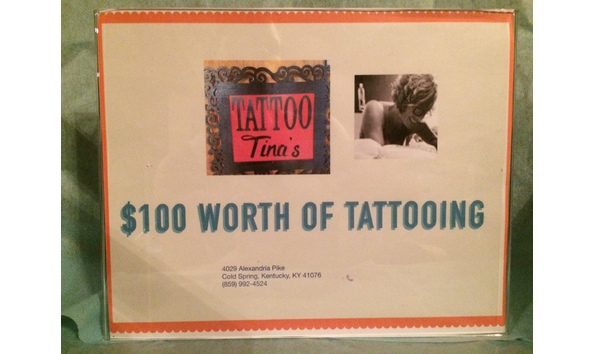 TATTOO
Tina's
$100 WORTH OF TATTOOING
4029 Alexandria Pike
Cold Spring, Kentucky, KY 41076
(859) 992-4524